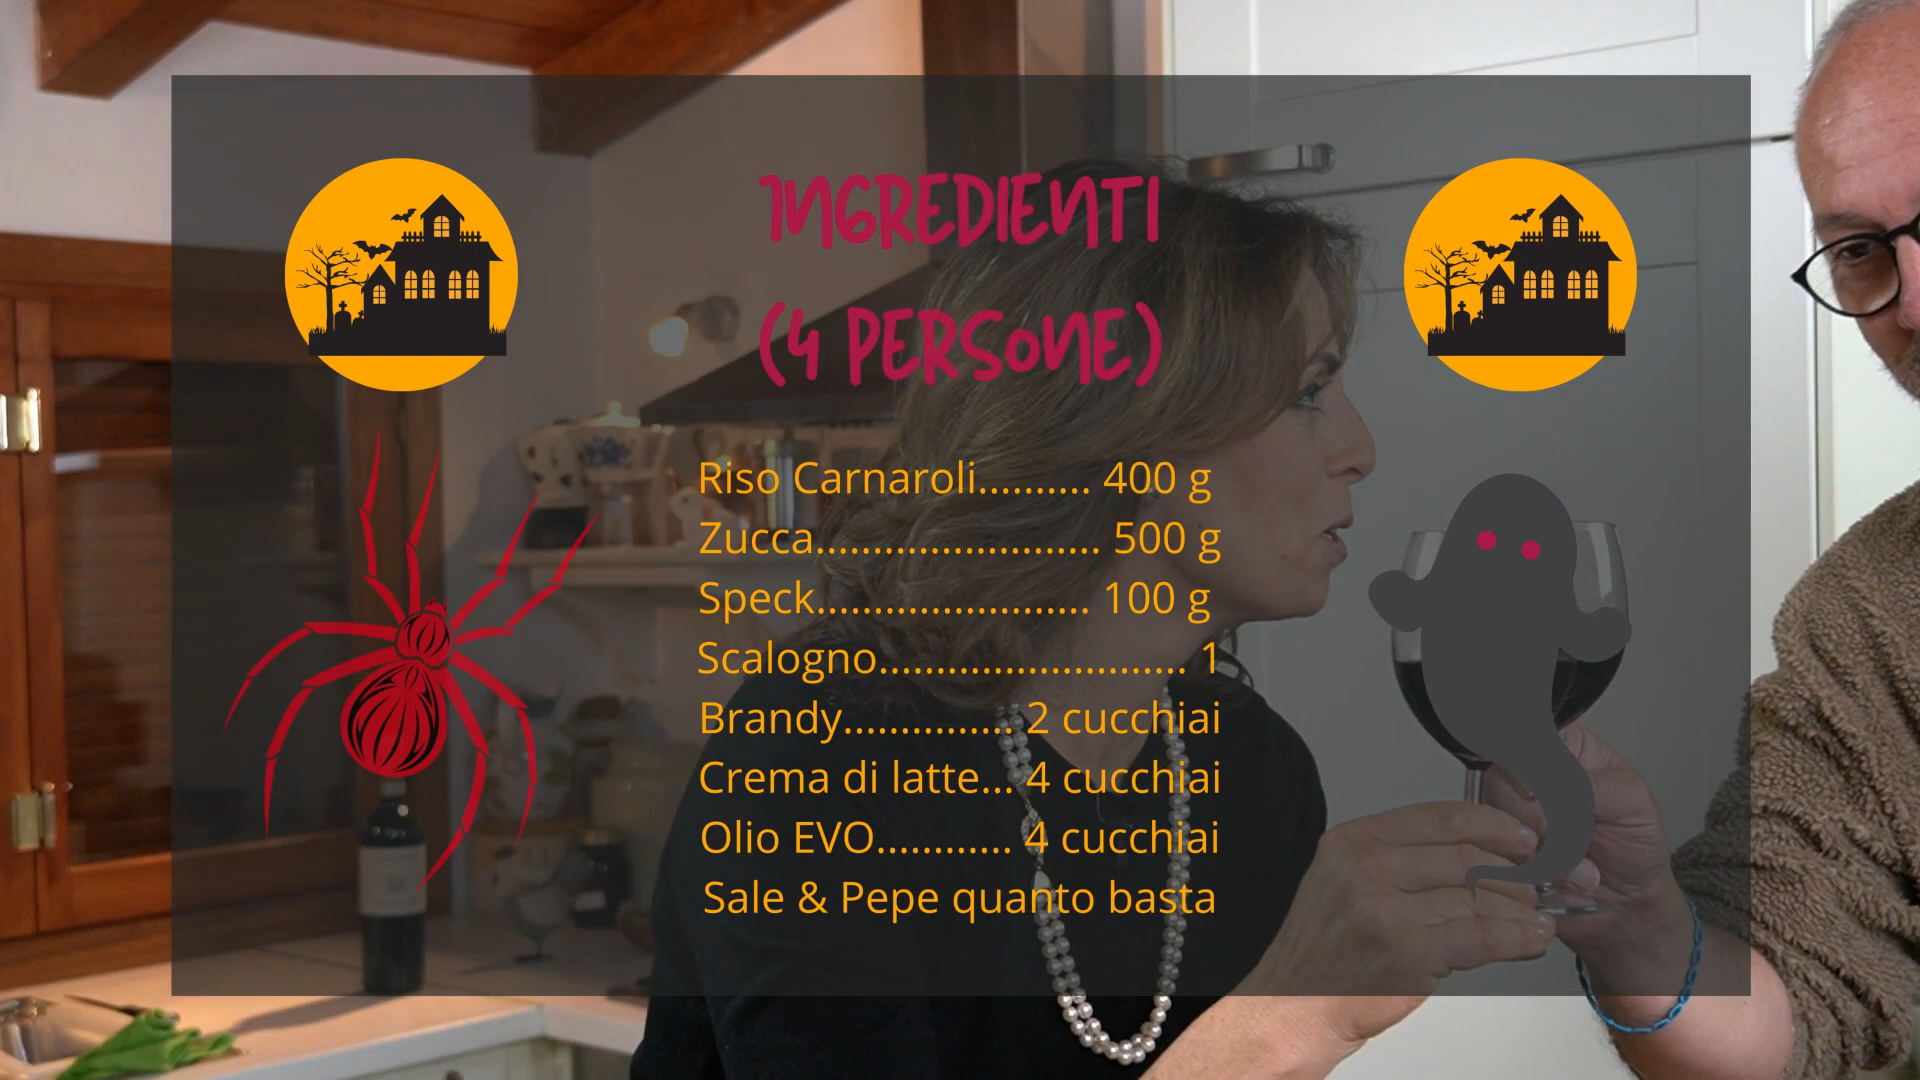 INGREDIENTI
(4 PERSONE)
Riso Carnaroli.......... 400 g
Zucca......................... 500 g
Speck........................ 100 g
Scalogno........................... 1
Brandy............... 2 cucchiai
Crema di latte... 4 cucchiai
Olio EVO............ 4 cucchiai
Sale & Pepe quanto basta